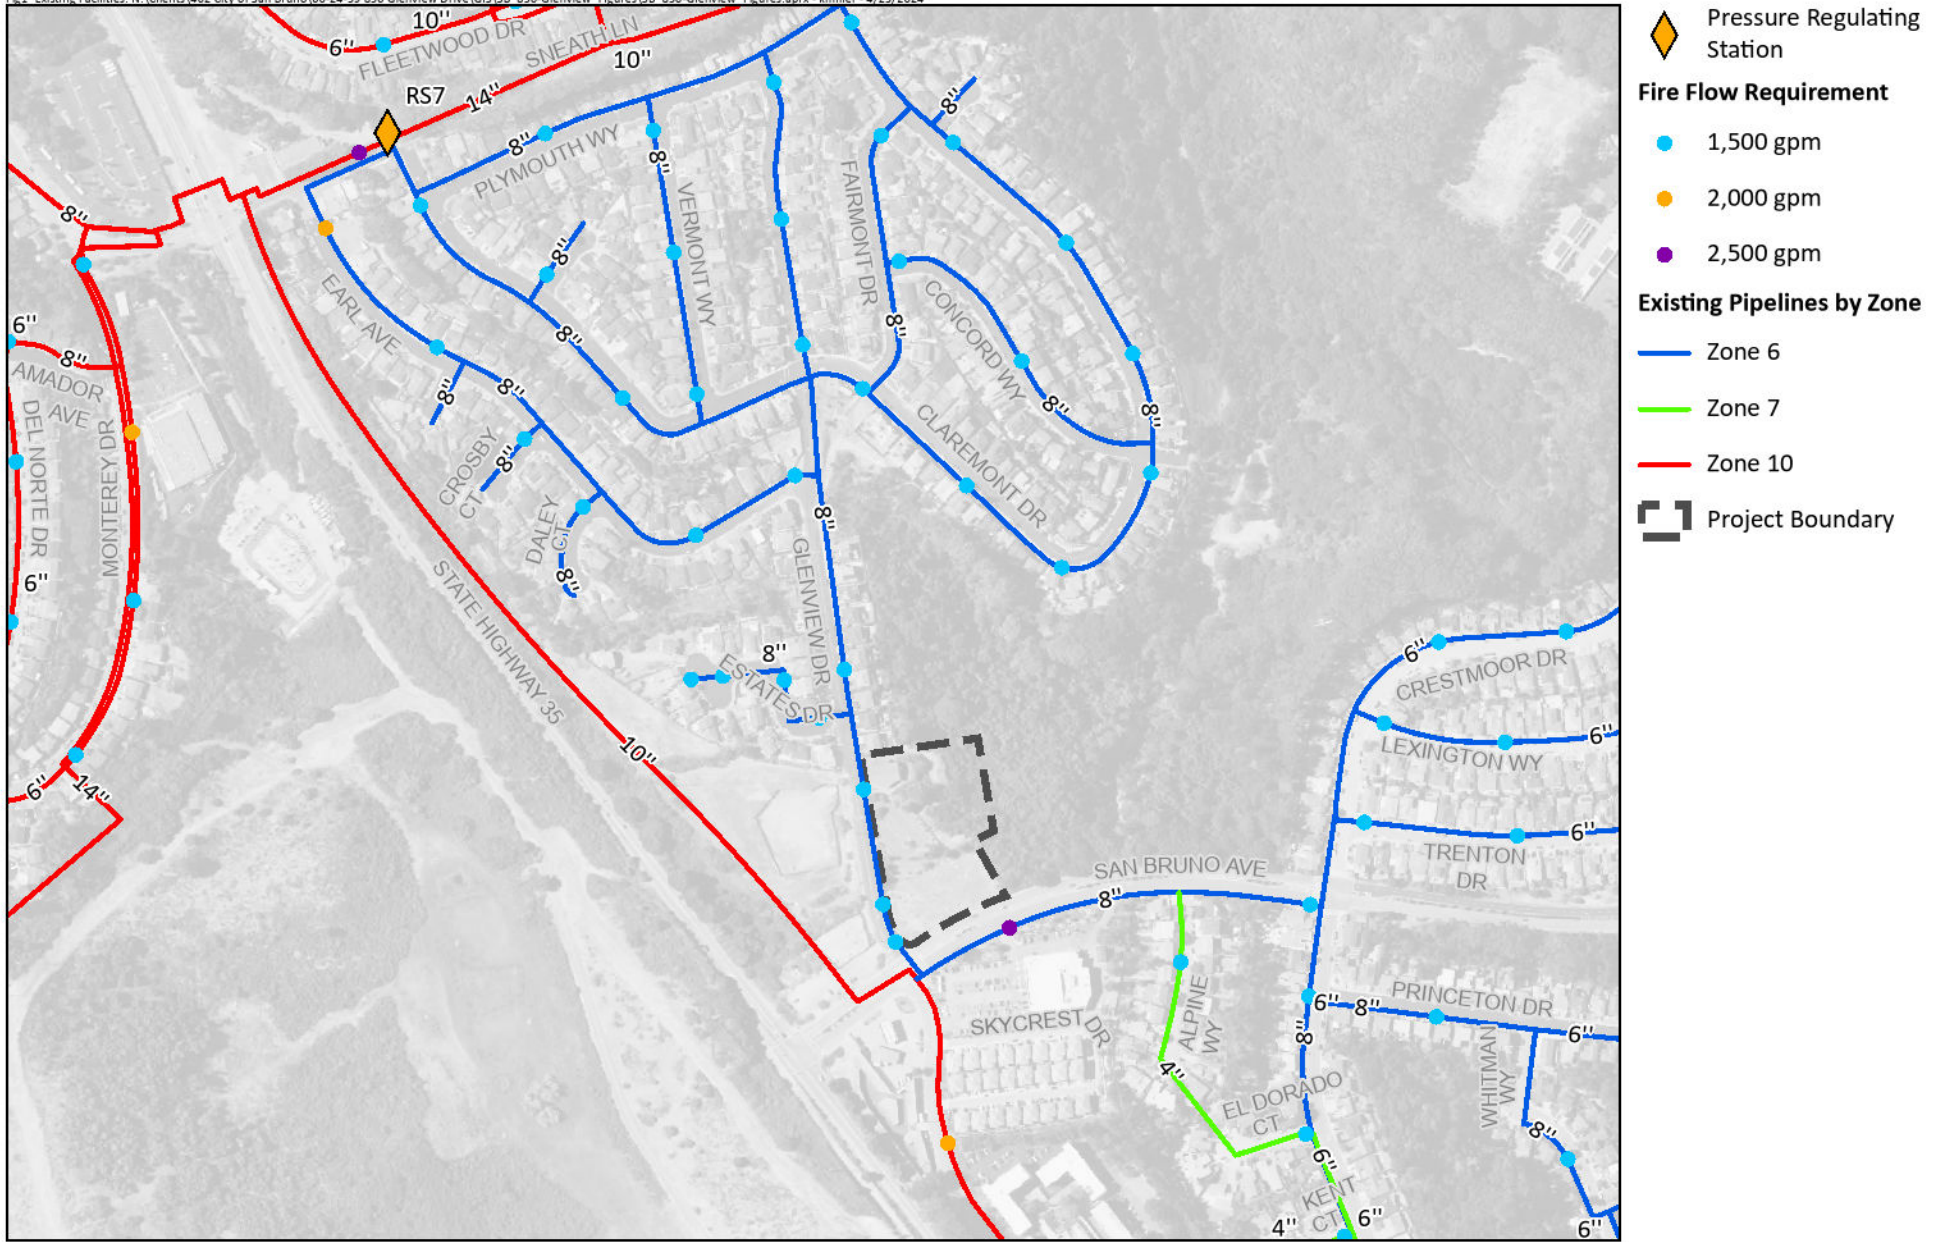 10"
6"
FLEETWOOD DR
SNEATH LN
10"
RS7
14"
8"
8"
PLYMOUTH WY
8"
VERMONT WY
FAIRMONT DR
8"
8"
EARL AVE
8"
8"
8"
CONCORD WY
8"
8"
6"
8"
AMADOR
AVE
DEL NORTE DR
MONTEREY DR
6"
8"
8"
CROSBY
CT
8"
DALEY
CT
8"
CLAREMONT DR
8"
GLENVIEW DR
STATE HIGHWAY 35
8"
ESTATES DR
10"
6"
14"
6"
CRESTMOOR DR
LEXINGTON WY
6"
TRENTON
DR
6"
SAN BRUNO AVE
8"
SKYCREST DR
ALPINE
WY
4"
6"
8"
PRINCETON DR
6"
8"
WHITMAN
WY
8"
EL DORADO
CT
6"
KENT
CT
4"
6"
6"
Pressure Regulating
Station
Fire Flow Requirement
1,500 gpm
2,000 gpm
2,500 gpm
Existing Pipelines by Zone
Zone 6
Zone 7
Zone 10
Project Boundary